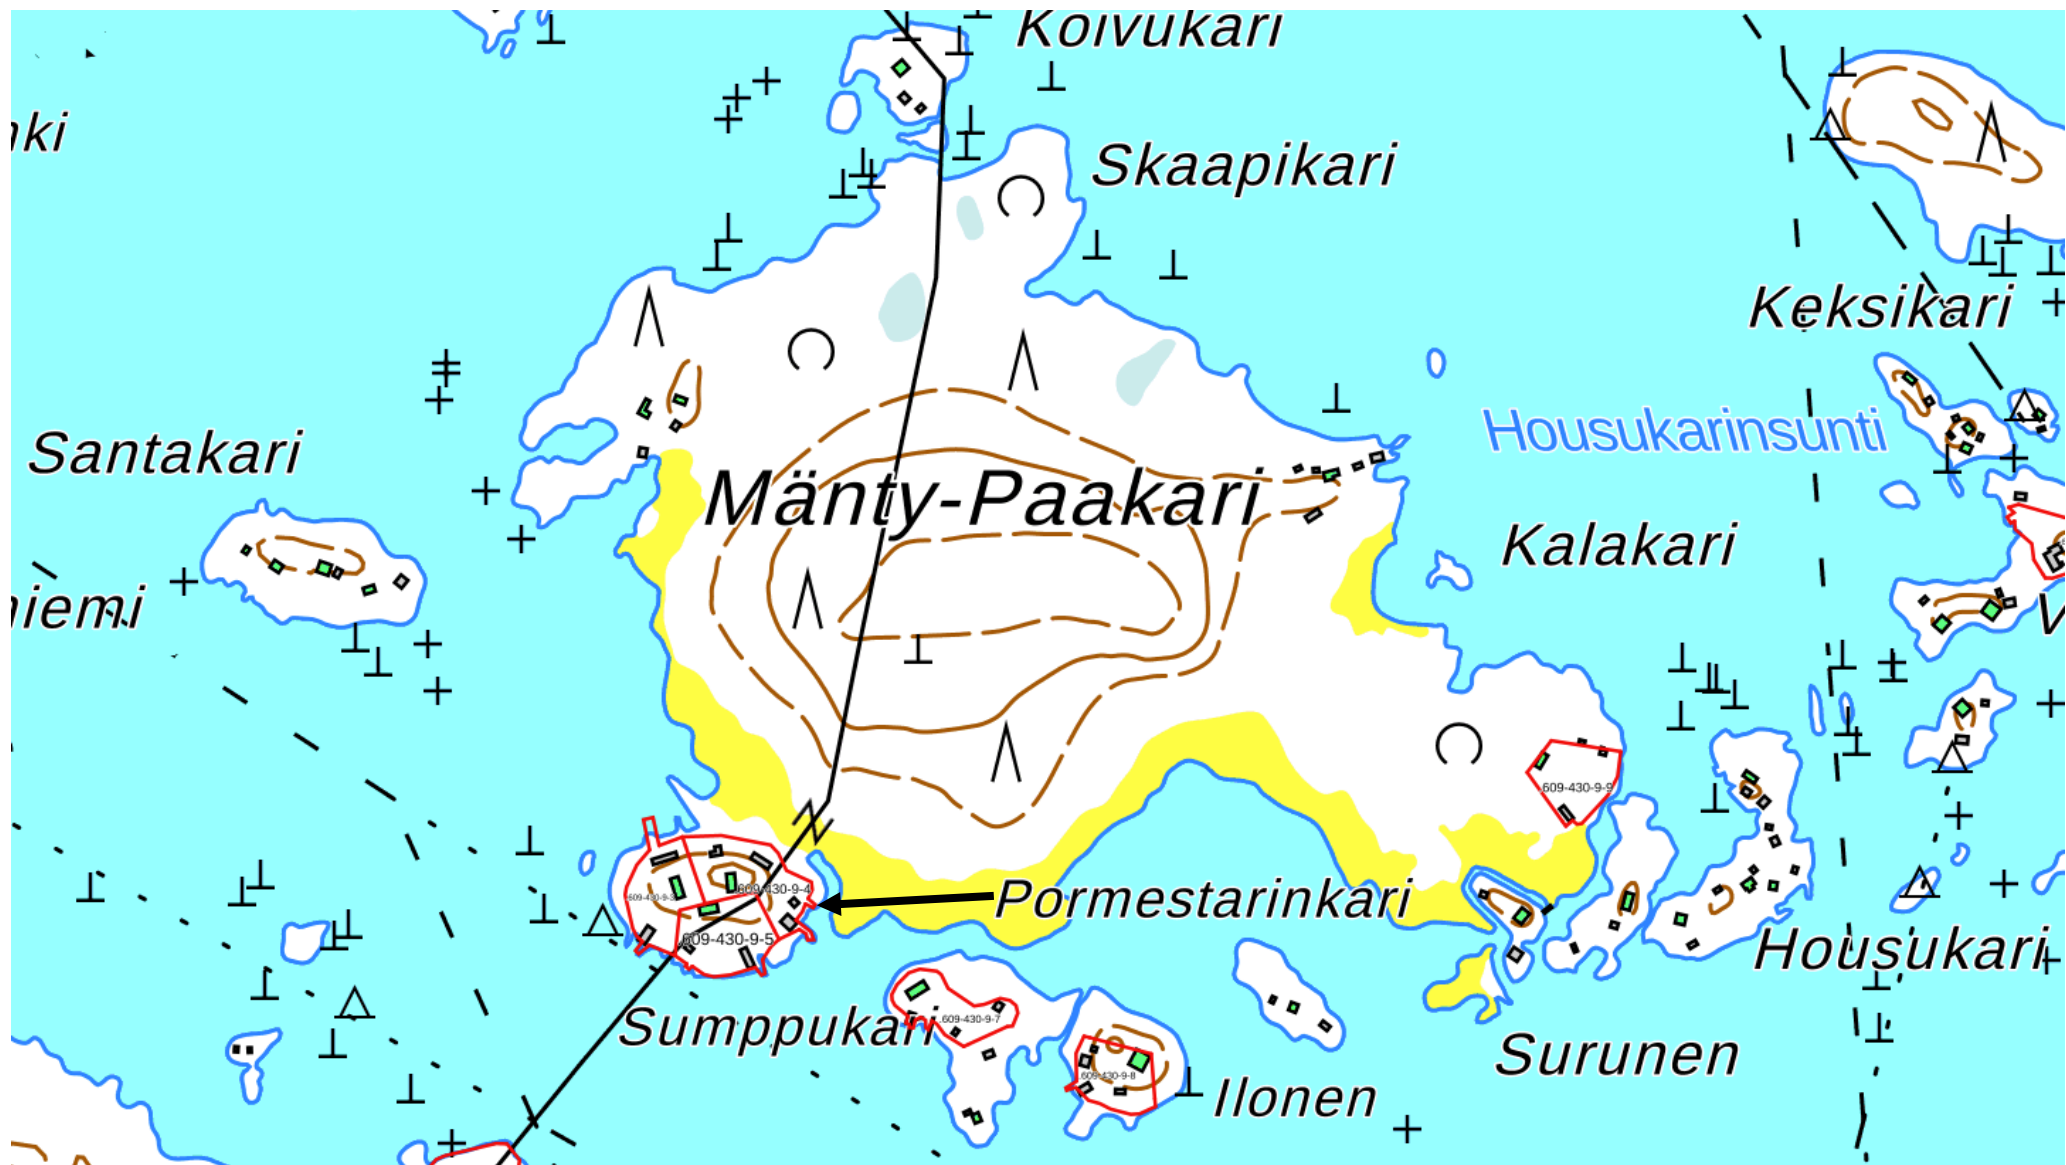 Koivukari
Skaapikari
Keksikari
Santakari
Housukarinsunti
Mänty-Paakari
Kalakari
609-430-9-9
609-430-9-4
609-430-9-5
Pormestarinkari
Housukari
609-430-9-7
Sumppukari
Surunen
609-430-9-8
Ilonen